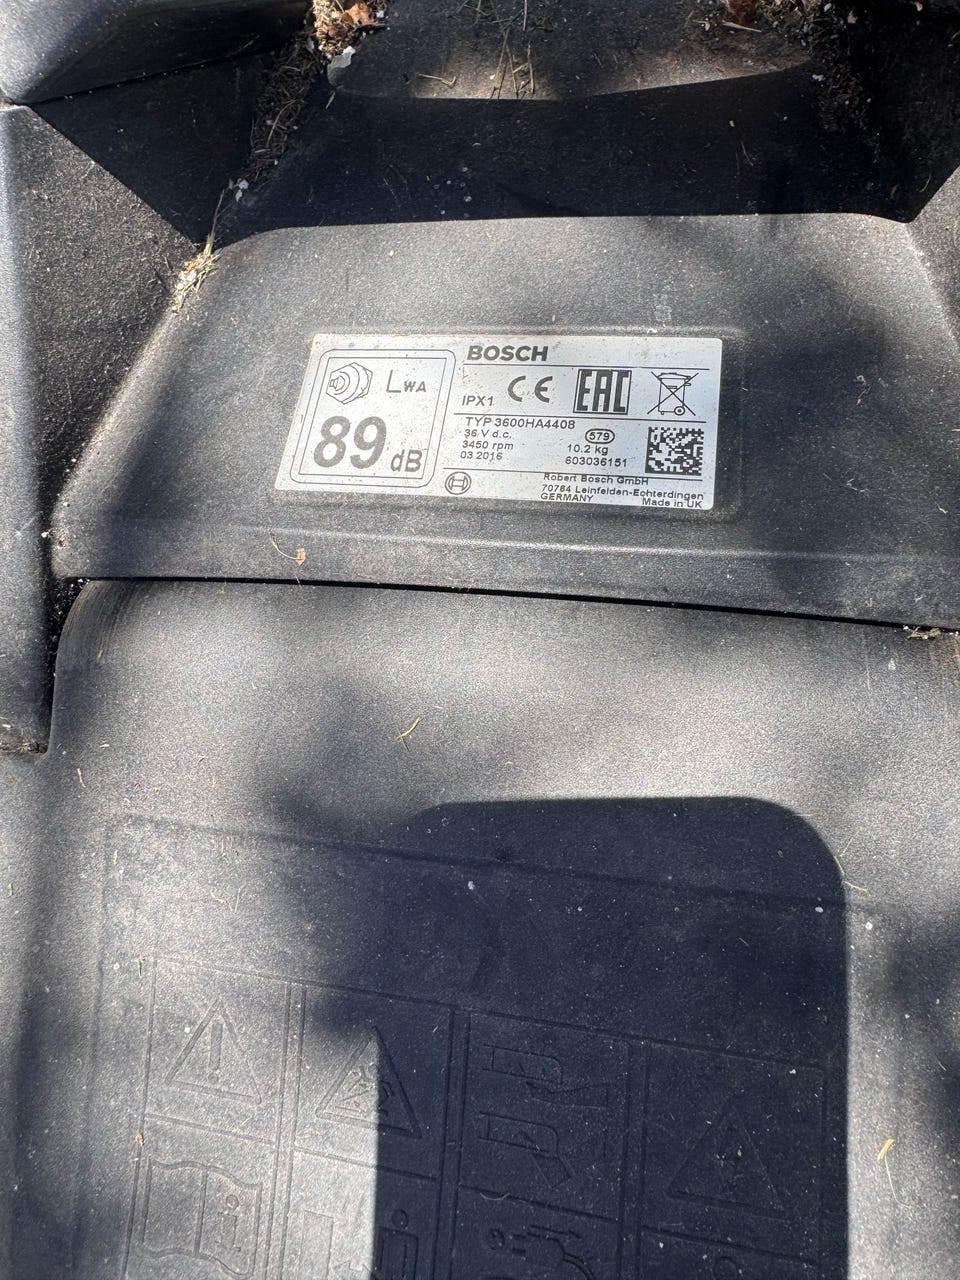 BOSCH
LWA
89 dB
IPX1 CE EAC
TYP 3600HA4408
36 V d.c. 579
3450 rpm 10.2 kg
03 2016 603036151
Robert Bosch GmbH
70764 Leinfelden-Echterdingen
GERMANY Made in UK